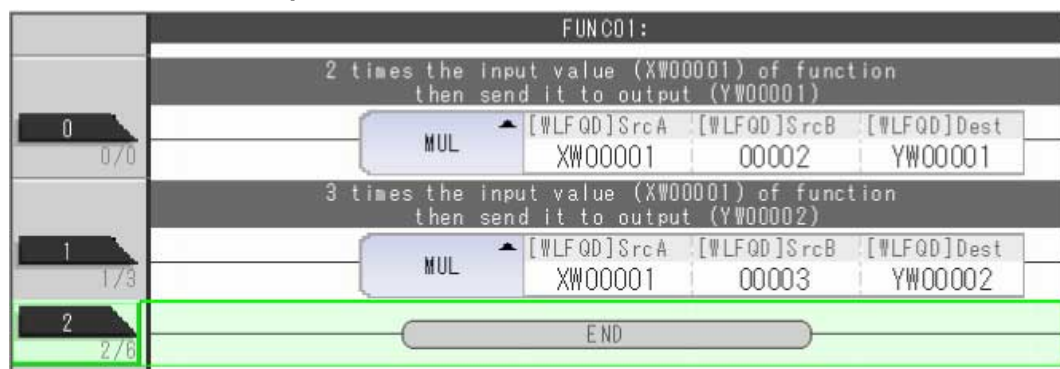 FUNC01:
2 times the input value (XW00001) of function
then send it to output (YW00001)
0
0/0
MUL
[WLFQD]SrcA [WLFQD]SrcB [WLFQD]Dest
XW00001 00002 YW00001
3 times the input value (XW00001) of function
then send it to output (YW00002)
1
1/3
MUL
[WLFQD]SrcA [WLFQD]SrcB [WLFQD]Dest
XW00001 00003 YW00002
2
2/6
END